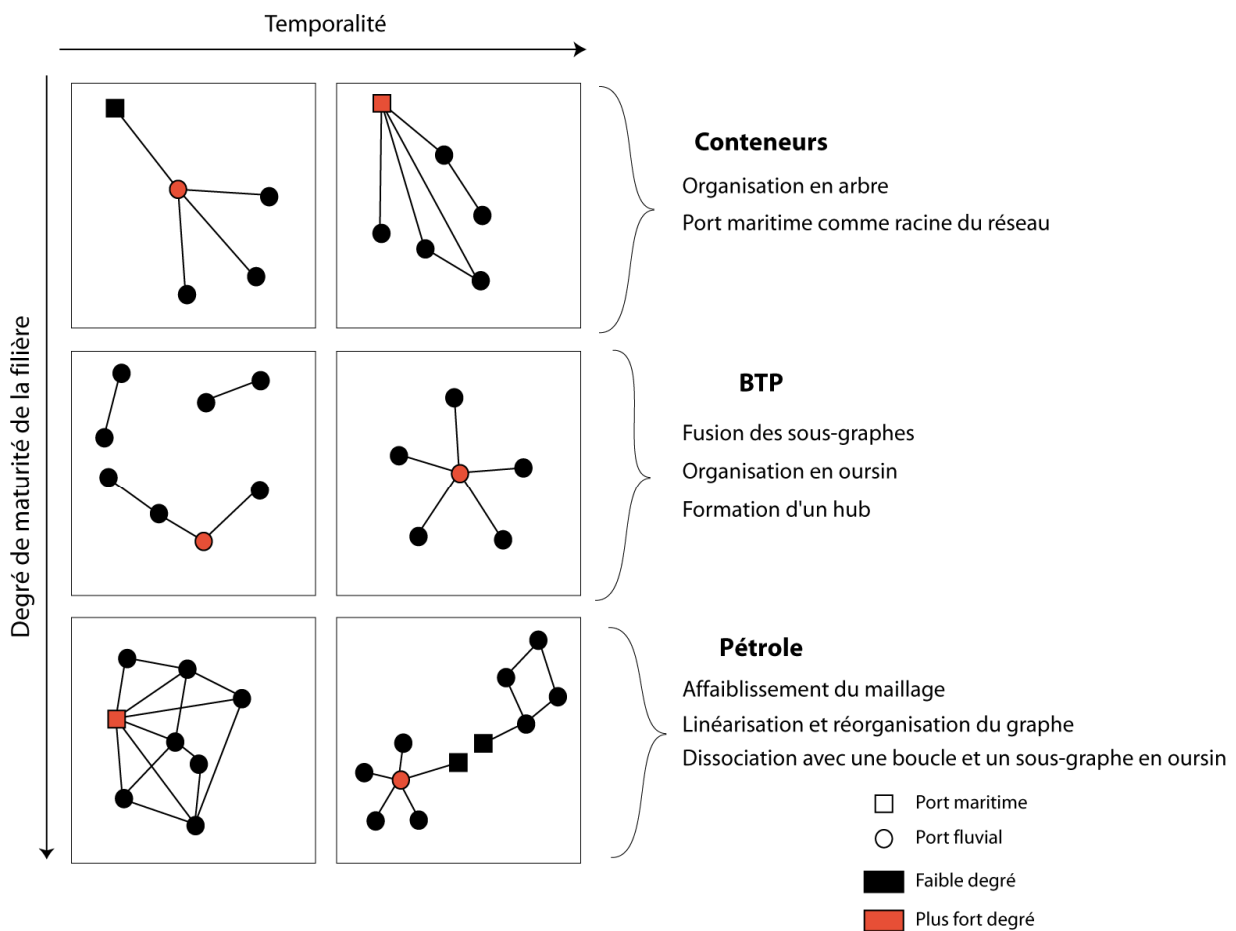 Temporalité
Degré de maturité de la filière
Conteneurs
Organisation en arbre
Port maritime comme racine du réseau
BTP
Fusion des sous-graphes
Organisation en oursin
Formation d'un hub
Pétrole
Affaiblissement du maillage
Linéarisation et réorganisation du graphe
Dissociation avec une boucle et un sous-graphe en oursin
Port maritime
Port fluvial
Faible degré
Plus fort degré